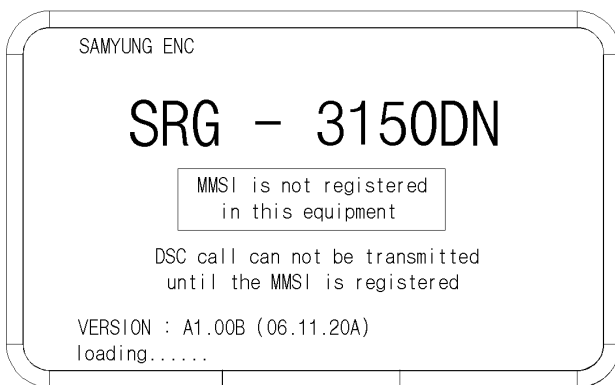 SAMYUNG ENC
SRG - 3150DN
MMSI is not registered
in this equipment
DSC call can not be transmitted
until the MMSI is registered
VERSION : A1.00B (06.11.20A)
loading......